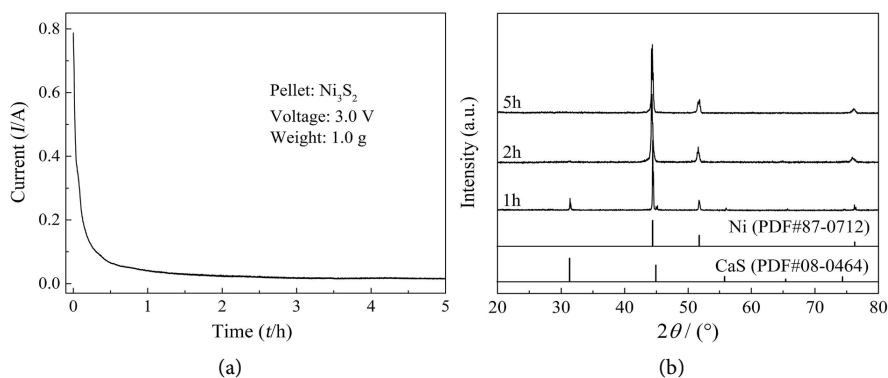 0.8
0.6
0.4
0.2
0.0
Current (I/A)
Pellet: Ni₃S₂
Voltage: 3.0 V
Weight: 1.0 g
0 1 2 3 4 5
Time (t/h)
(a)
(b)
Intensity (a.u.)
5h
2h
1h
Ni (PDF#87-0712)
CaS (PDF#08-0464)
20 30 40 50 60 70 80
2θ / (°)
(b)